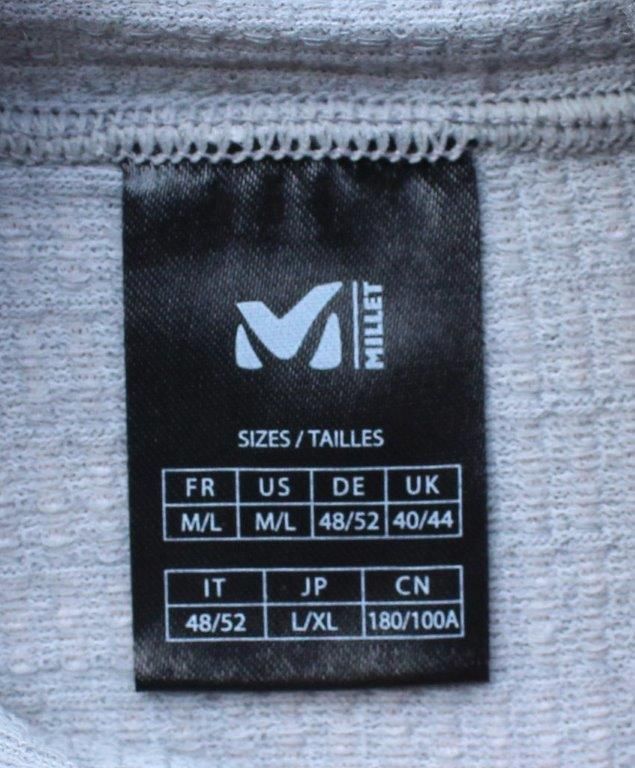 MILLET
SIZES / TAILLES
FR US DE UK
M/L M/L 48/52 40/44
IT JP CN
48/52 L/XL 180/100A